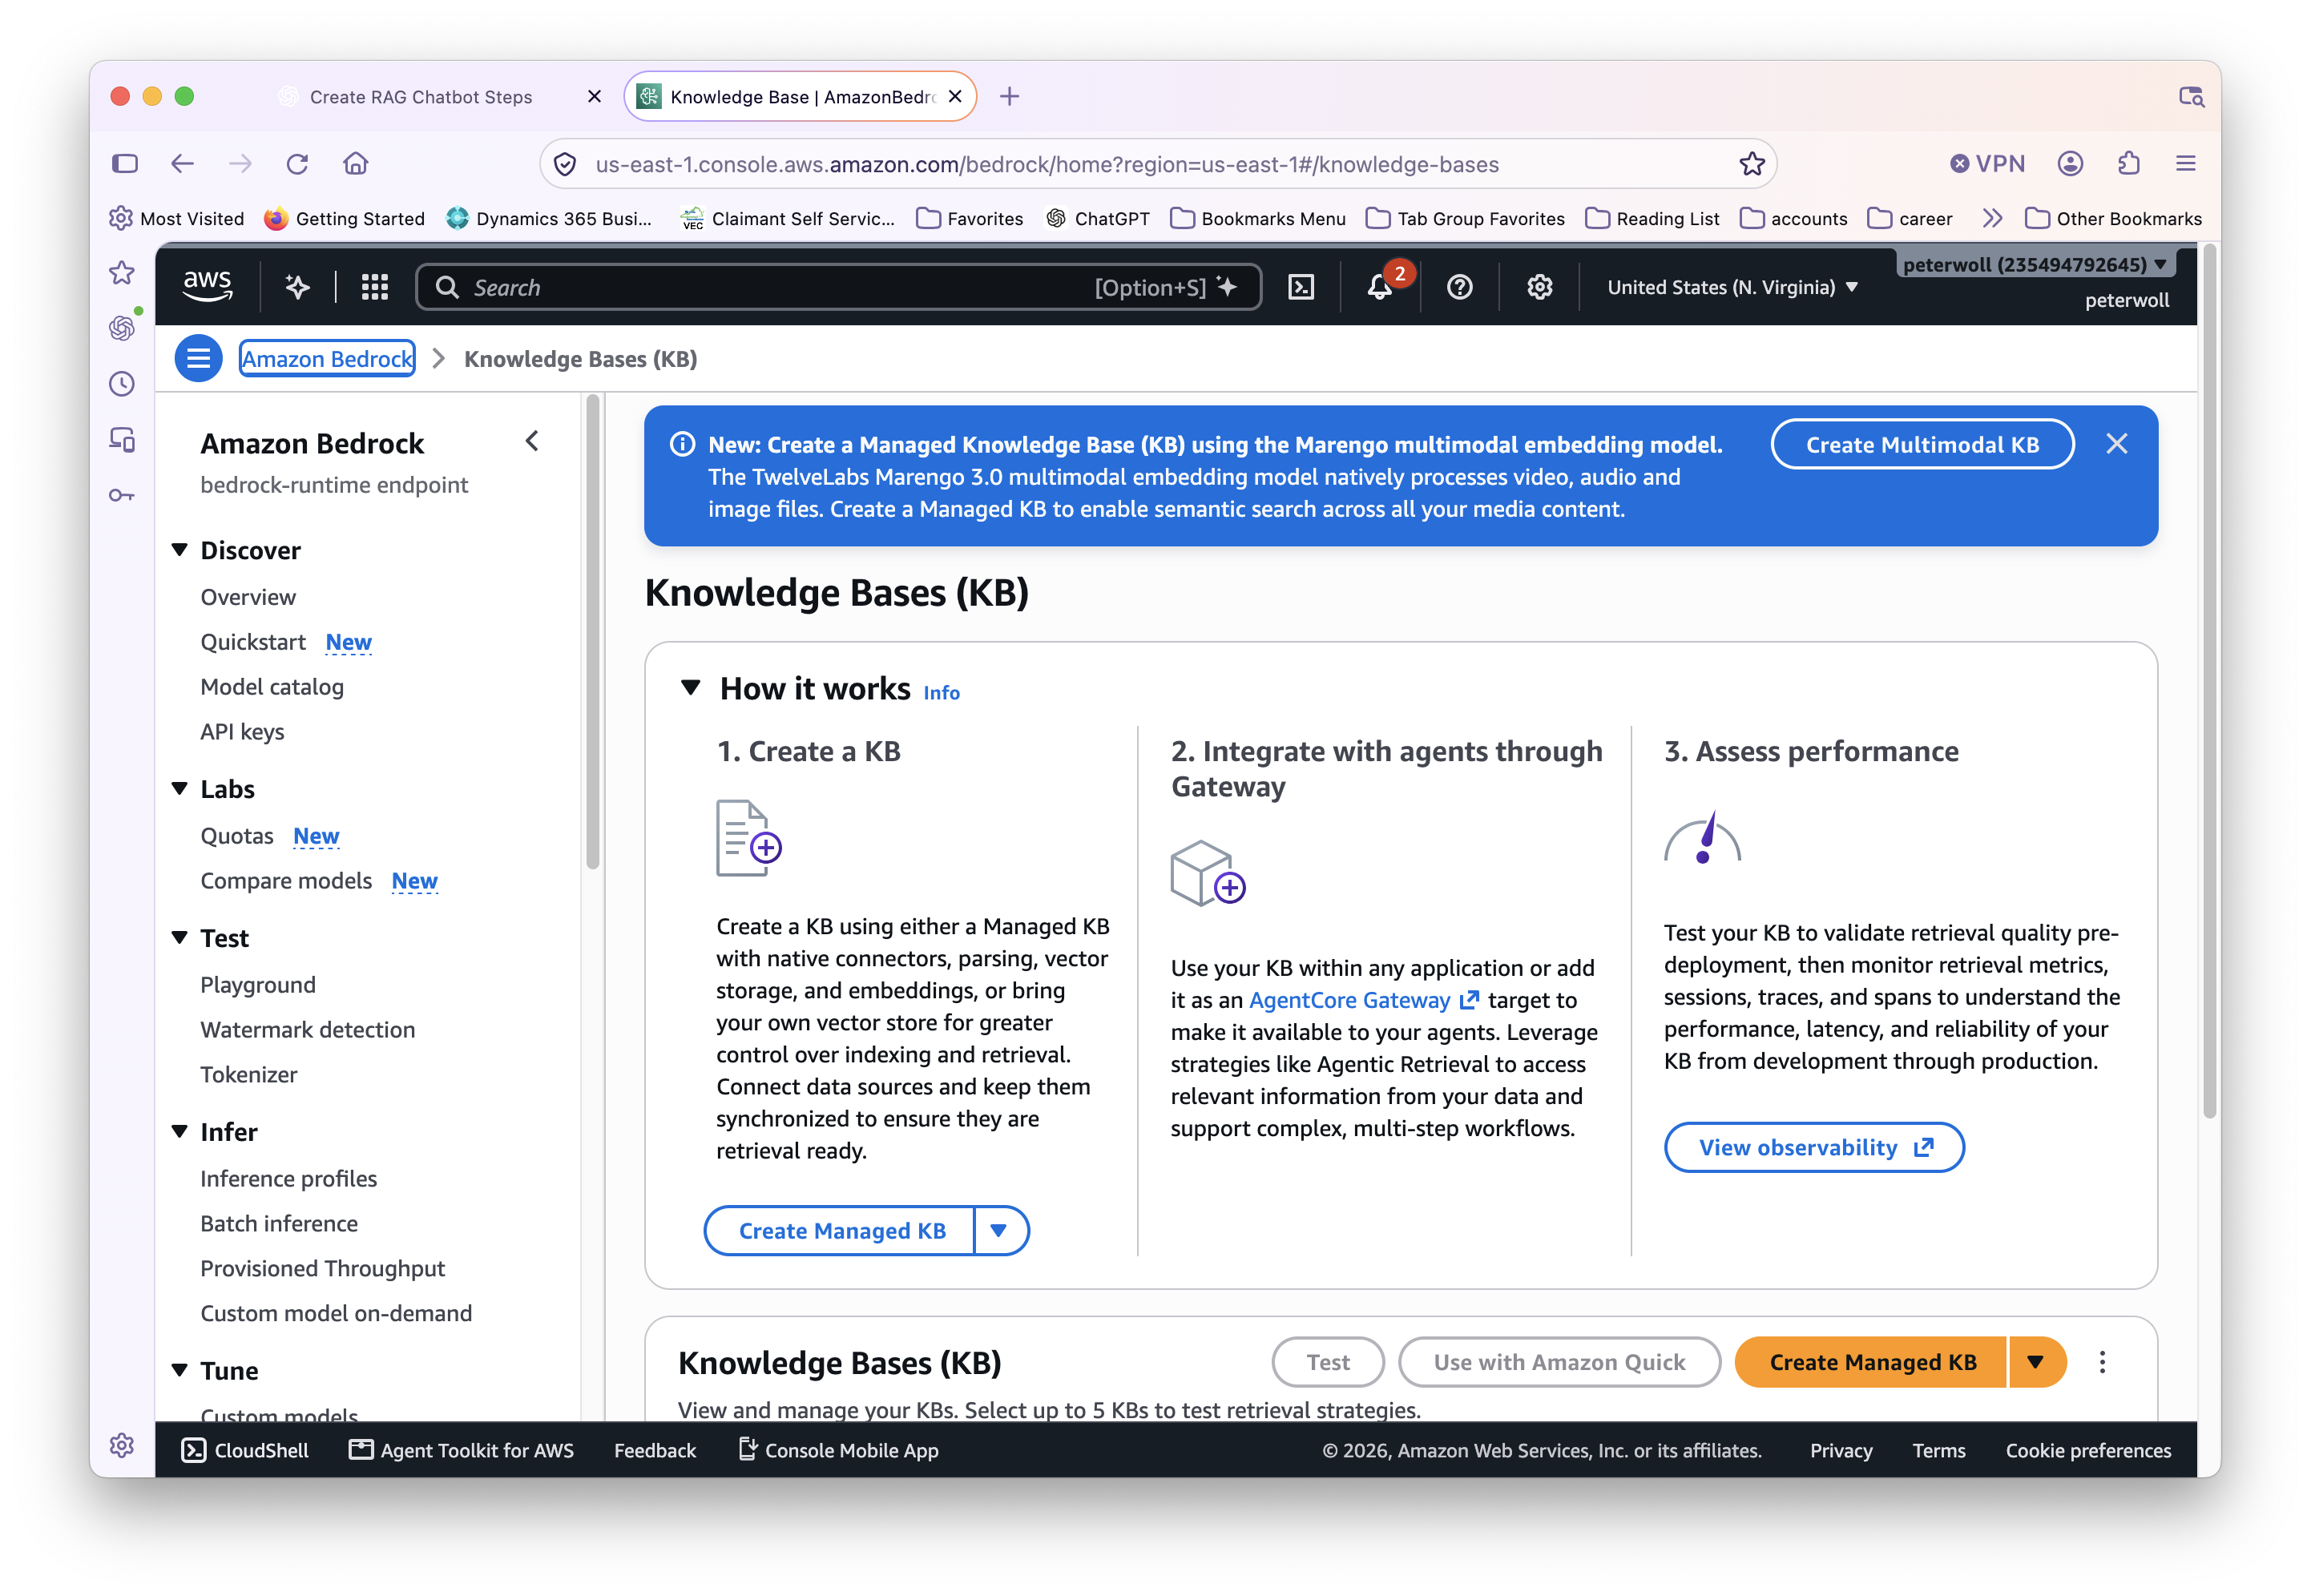 Create RAG Chatbot Steps
Knowledge Base | AmazonBedro
us-east-1.console.aws.amazon.com/bedrock/home?region=us-east-1#/knowledge-bases
VPN
Most Visited
Getting Started
Dynamics 365 Busi...
VEC
Claimant Self Servic...
Favorites
ChatGPT
Bookmarks Menu
Tab Group Favorites
Reading List
accounts
career
Other Bookmarks
aws
Search
[Option+S]
2
United States (N. Virginia)
peterwoll (235494792645)
peterwoll
Amazon Bedrock
Knowledge Bases (KB)
Amazon Bedrock
bedrock-runtime endpoint
Discover
Overview
Quickstart New
Model catalog
API keys
Labs
Quotas New
Compare models New
Test
Playground
Watermark detection
Tokenizer
Infer
Inference profiles
Batch inference
Provisioned Throughput
Custom model on-demand
Tune
Custom models
New: Create a Managed Knowledge Base (KB) using the Marengo multimodal embedding model.
The TwelveLabs Marengo 3.0 multimodal embedding model natively processes video, audio and
image files. Create a Managed KB to enable semantic search across all your media content.
Create Multimodal KB
Knowledge Bases (KB)
How it works Info
1. Create a KB
Create a KB using either a Managed KB
with native connectors, parsing, vector
storage, and embeddings, or bring
your own vector store for greater
control over indexing and retrieval.
Connect data sources and keep them
synchronized to ensure they are
retrieval ready.
Create Managed KB
2. Integrate with agents through
Gateway
Use your KB within any application or add
it as an AgentCore Gateway target to
make it available to your agents. Leverage
strategies like Agentic Retrieval to access
relevant information from your data and
support complex, multi-step workflows.
3. Assess performance
Test your KB to validate retrieval quality pre-
deployment, then monitor retrieval metrics,
sessions, traces, and spans to understand the
performance, latency, and reliability of your
KB from development through production.
View observability
Knowledge Bases (KB)
Test
Use with Amazon Quick
Create Managed KB
View and manage your KBs. Select up to 5 KBs to test retrieval strategies.
CloudShell
Agent Toolkit for AWS
Feedback
Console Mobile App
© 2026, Amazon Web Services, Inc. or its affiliates.
Privacy
Terms
Cookie preferences